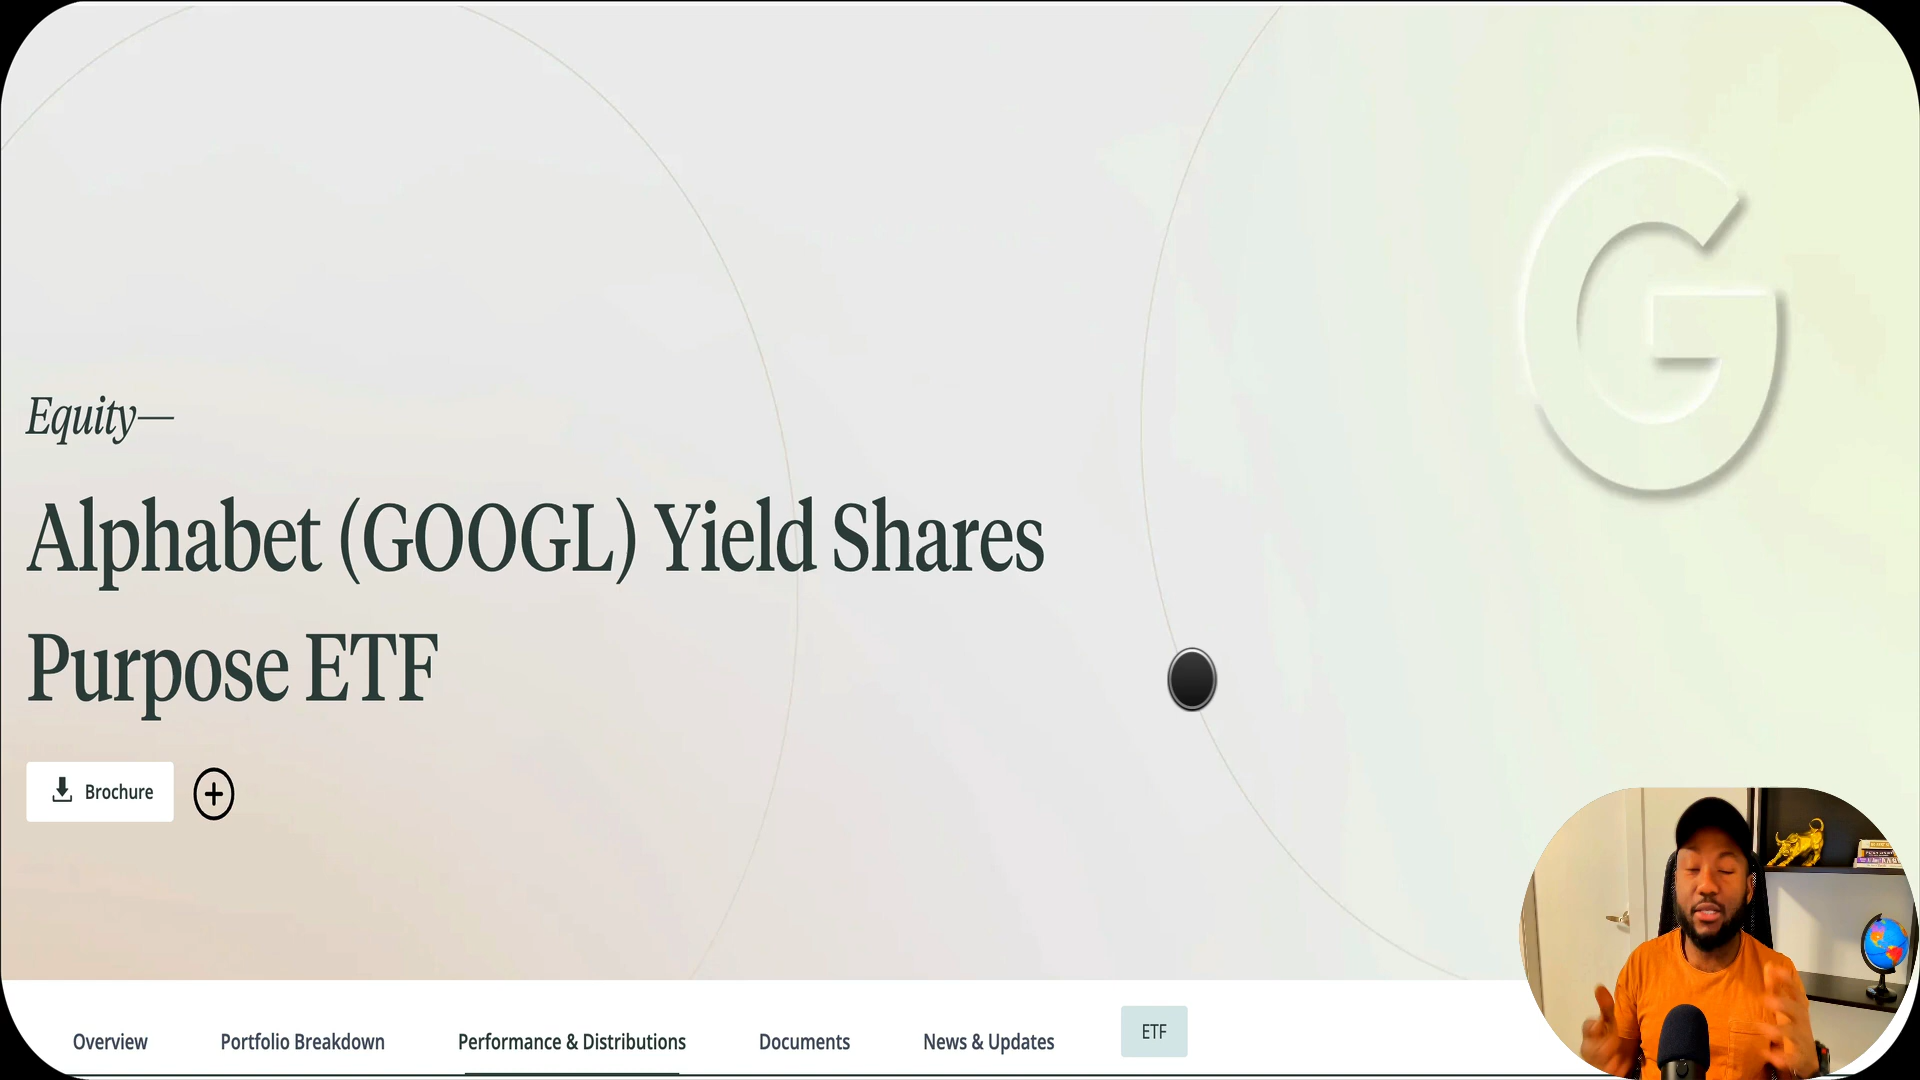 G
Equity—
Alphabet (GOOGL) Yield Shares
Purpose ETF
Brochure
Overview
Portfolio Breakdown
Performance & Distributions
Documents
News & Updates
ETF